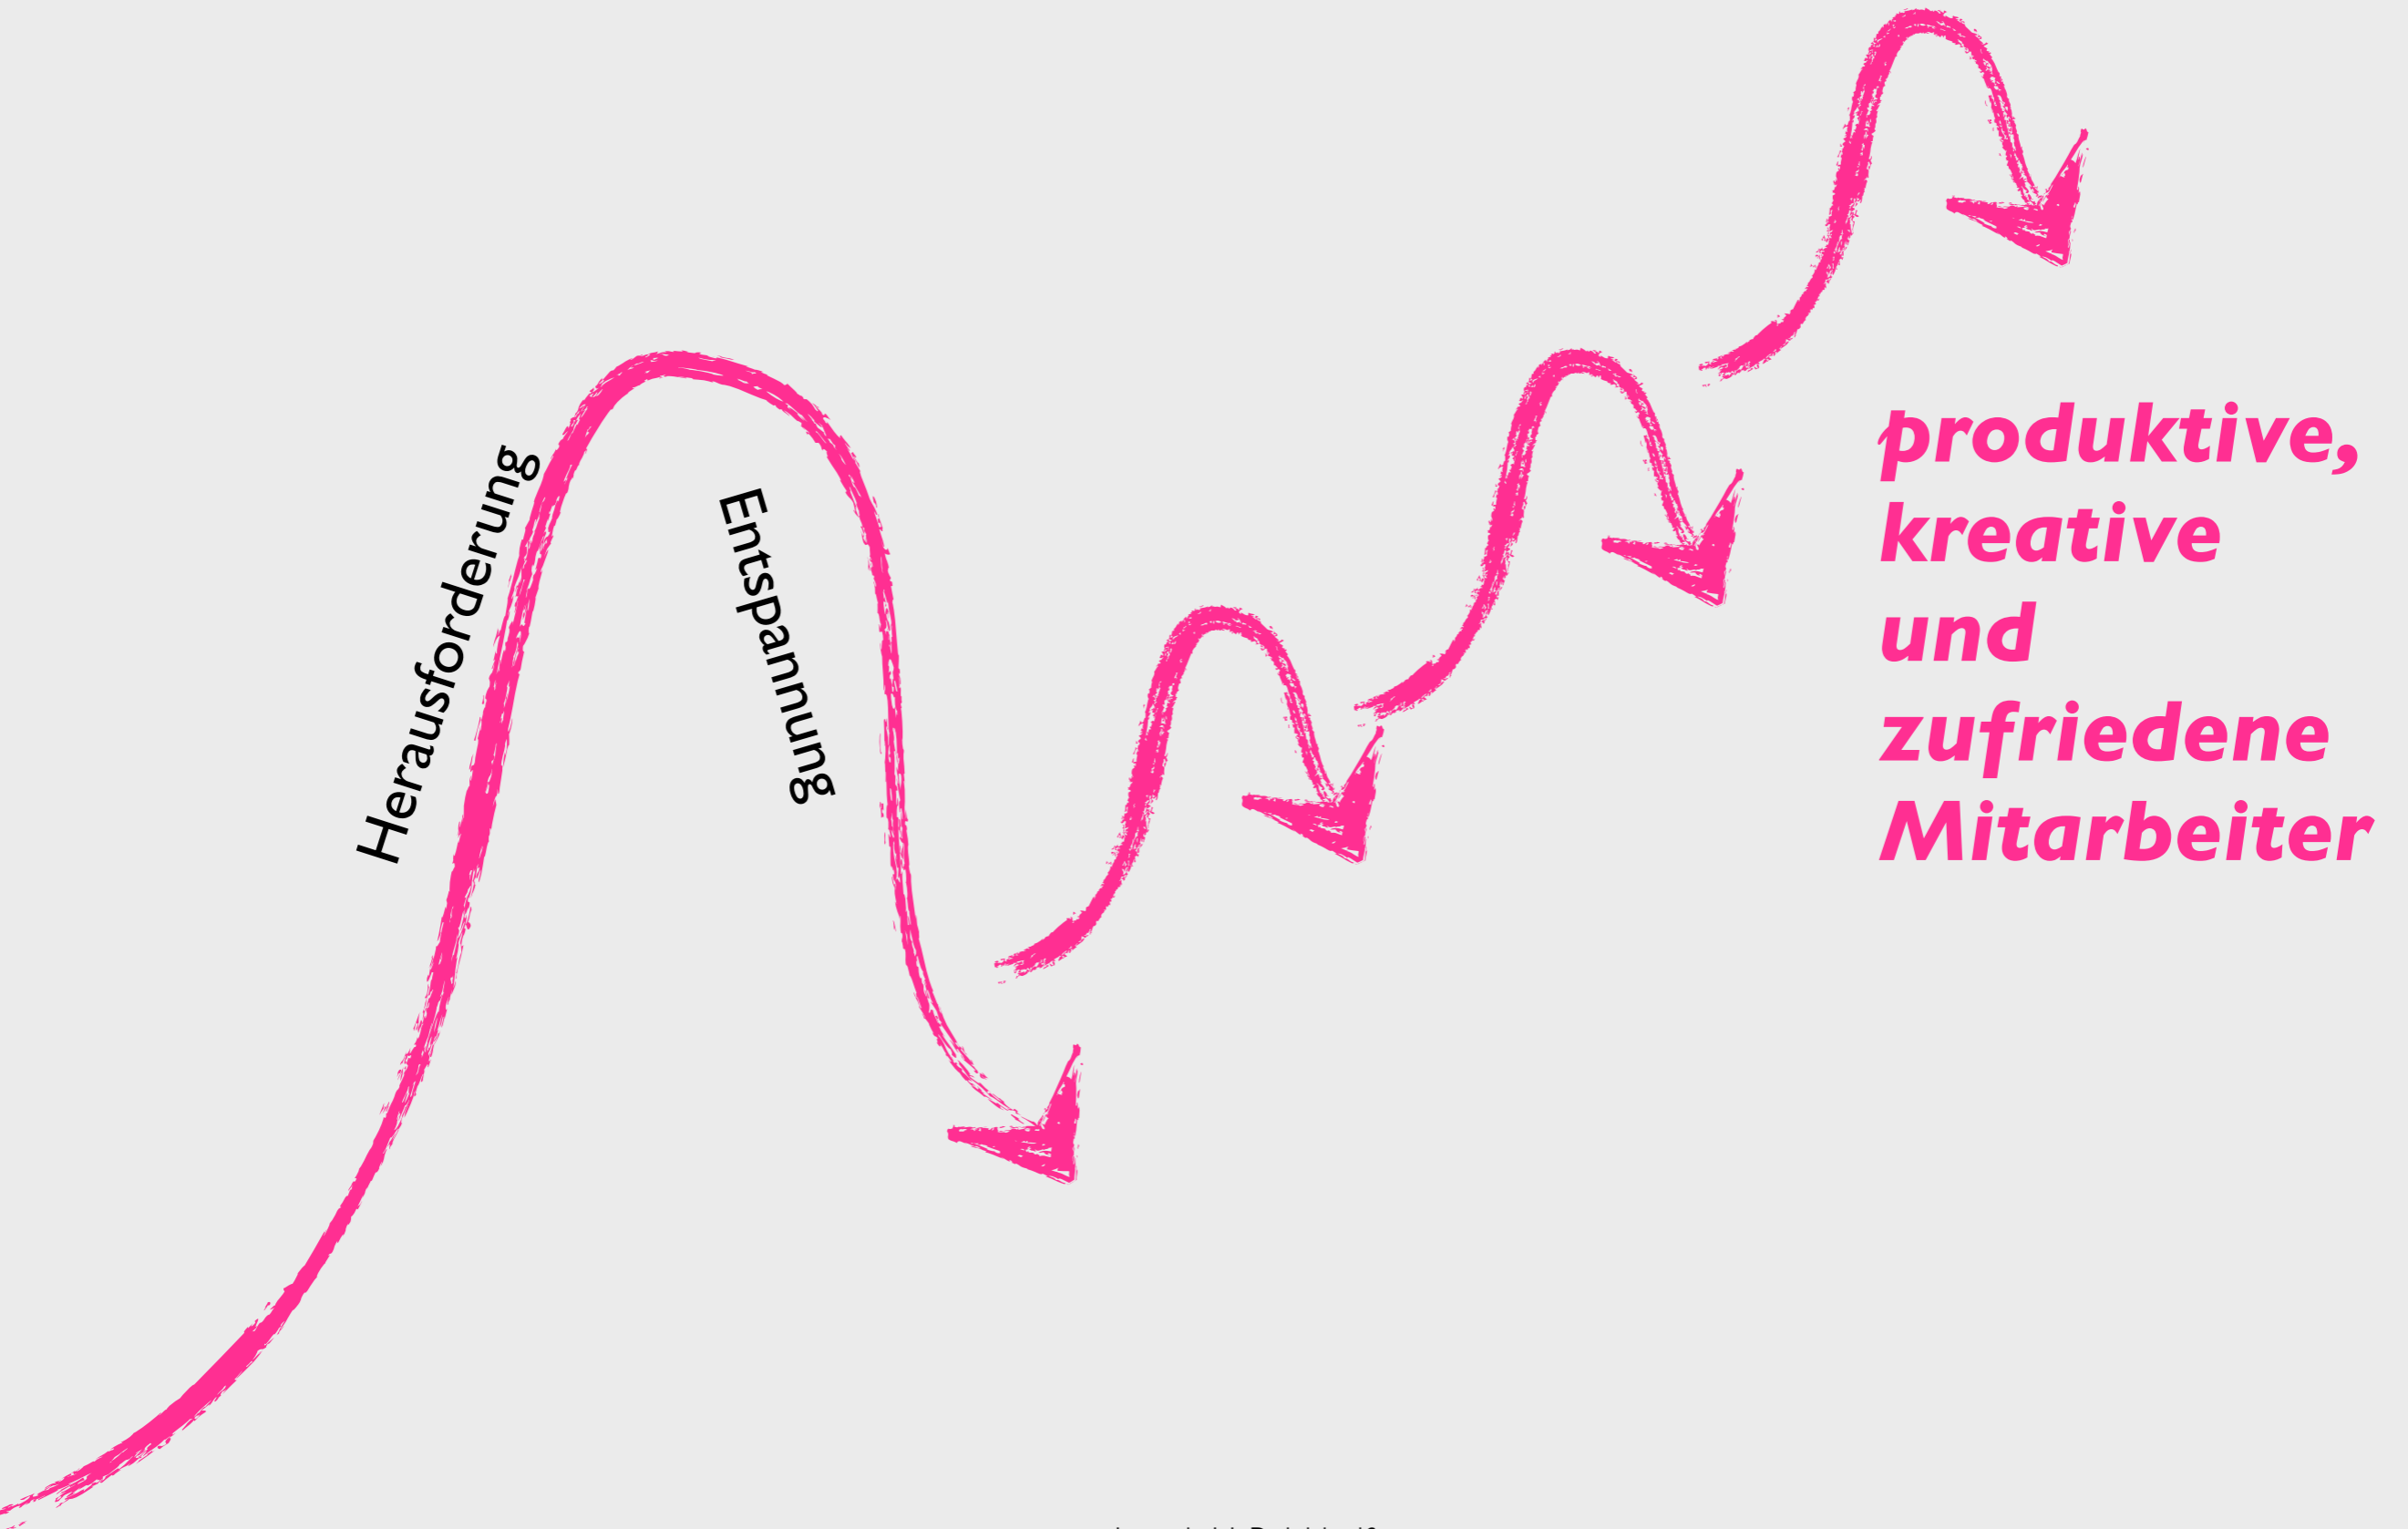 Herausforderung
Entspannung
produktive,
kreative
und
zufriedene
Mitarbeiter